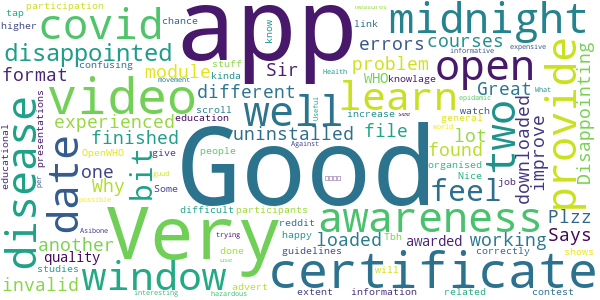 participation chance app midnight link
tap higher covid stuff know open errors courses
confusing disappointed problem WHO knowlage
format module Sir Great
video well learn different provide
educational presentations experienced finished uninstalled file two downloaded improve Disappointing
disease date bit Good feel found lot
scroll increase watch education give general
OpenWHO people organised
one Why Some guud Nice job
another difficult participants reddit happy Tbh
Very awareness loaded awarded working Plzz Says
quality studies done guidelines will correctly shows
invalid window certificate
per Asibone trying use advert extent information related contest
interesting hazardous possible
kinda movement Health Against Useful see
informative expensive epidemic What world measured